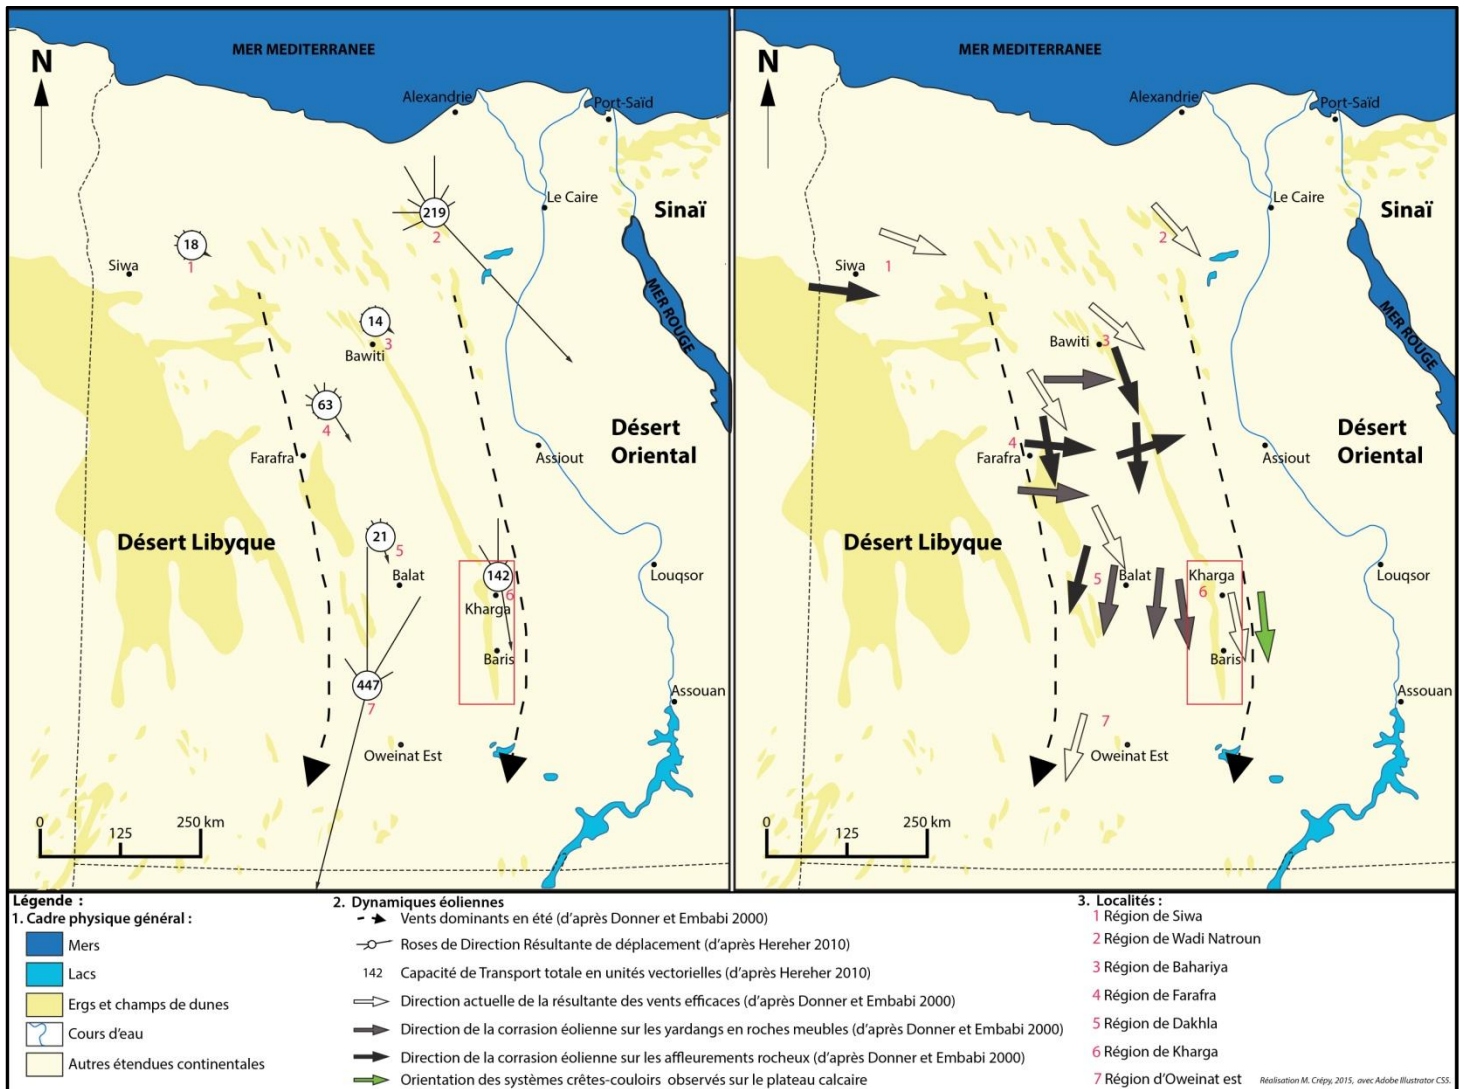 MER MEDITERRANEE
N
Alexandrie
Port-Saïd
219
Le Caire
Sinaï
2
18
1
Siwa
MER ROUGE
14
3
Bawiti
63
4
Désert
Oriental
Farafra
Assiout
Désert Libyque
21
5
Balat
142
6
Kharga
Louqsor
Baris
447
7
Assouan
Oweinat Est
0
125
250 km
MER MEDITERRANEE
N
Alexandrie
Port-Saïd
Le Caire
Sinaï
2
Siwa
1
MER ROUGE
Bawiti
3
4
Farafra
Désert
Oriental
Assiout
Désert Libyque
5
Balat
Kharga
6
Louqsor
Baris
Assouan
7
Oweinat Est
0
125
250 km
Légende :
1. Cadre physique général :
Mers
Lacs
Ergs et champs de dunes
Cours d'eau
Autres étendues continentales
2. Dynamiques éoliennes
Vents dominants en été (d'après Donner et Embabi 2000)
Roses de Direction Résultante de déplacement (d'après Hereher 2010)
142 Capacité de Transport totale en unités vectorielles (d'après Hereher 2010)
Direction actuelle de la résultante des vents efficaces (d'après Donner et Embabi 2000)
Direction de la corrasion éolienne sur les yardangs en roches meubles (d'après Donner et Embabi 2000)
Direction de la corrasion éolienne sur les affleurements rocheux (d'après Donner et Embabi 2000)
Orientation des systèmes crêtes-couloirs observés sur le plateau calcaire
3. Localités :
1 Région de Siwa
2 Région de Wadi Natroun
3 Région de Bahariya
4 Région de Farafra
5 Région de Dakhla
6 Région de Kharga
7 Région d'Oweinat est
Réalisation M. Crépy, 2015, avec Adobe Illustrator CS5.